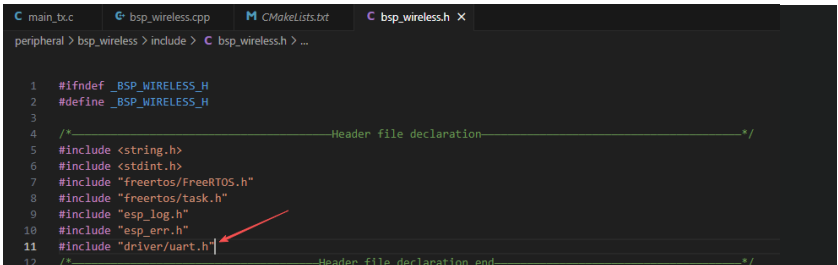 main_tx.c bsp_wireless.cpp CMakeLists.txt bsp_wireless.h
peripheral > bsp_wireless > include > C bsp_wireless.h > ...
1 #ifndef _BSP_WIRELESS_H
2 #define _BSP_WIRELESS_H
3
4 /*————————————————————Header file declaration————————————————————*/
5 #include <string.h>
6 #include <stdint.h>
7 #include "freertos/FreeRTOS.h"
8 #include "freertos/task.h"
9 #include "esp_log.h"
10 #include "esp_err.h"
11 #include "driver/uart.h"
12 /*————————————————————Header file declaration end————————————————————*/